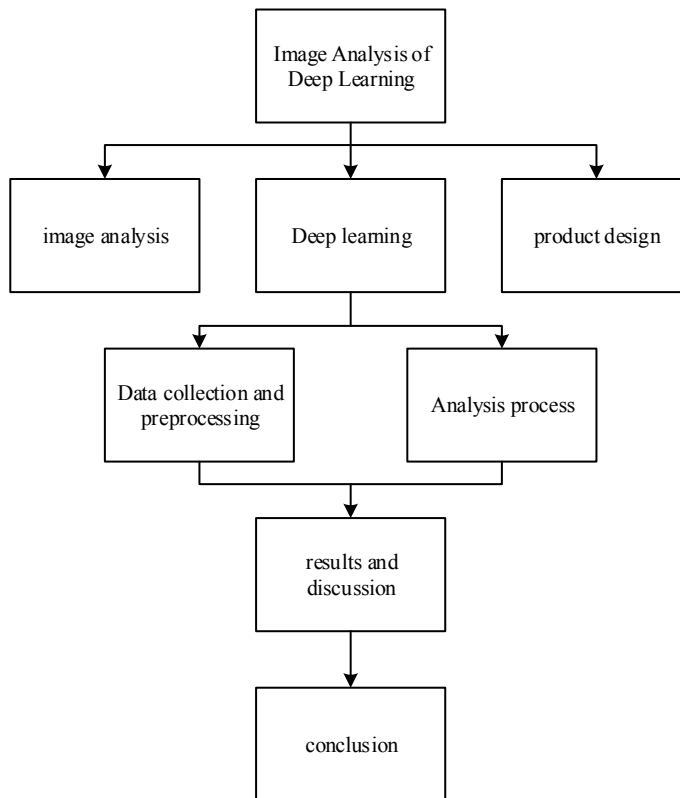 Image Analysis of
Deep Learning
image analysis
Deep learning
product design
Data collection and
preprocessing
Analysis process
results and
discussion
conclusion